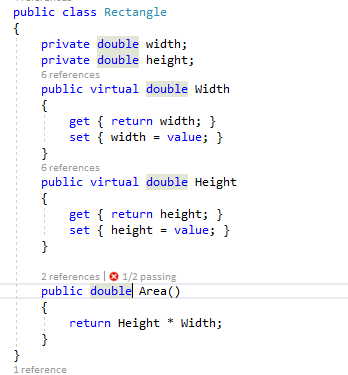 public class Rectangle
{
private double width;
private double height;
6 references
public virtual double Width
{
get { return width; }
set { width = value; }
}
6 references
public virtual double Height
{
get { return height; }
set { height = value; }
}
2 references | 1/2 passing
public double Area()
{
return Height * Width;
}
}
1 reference